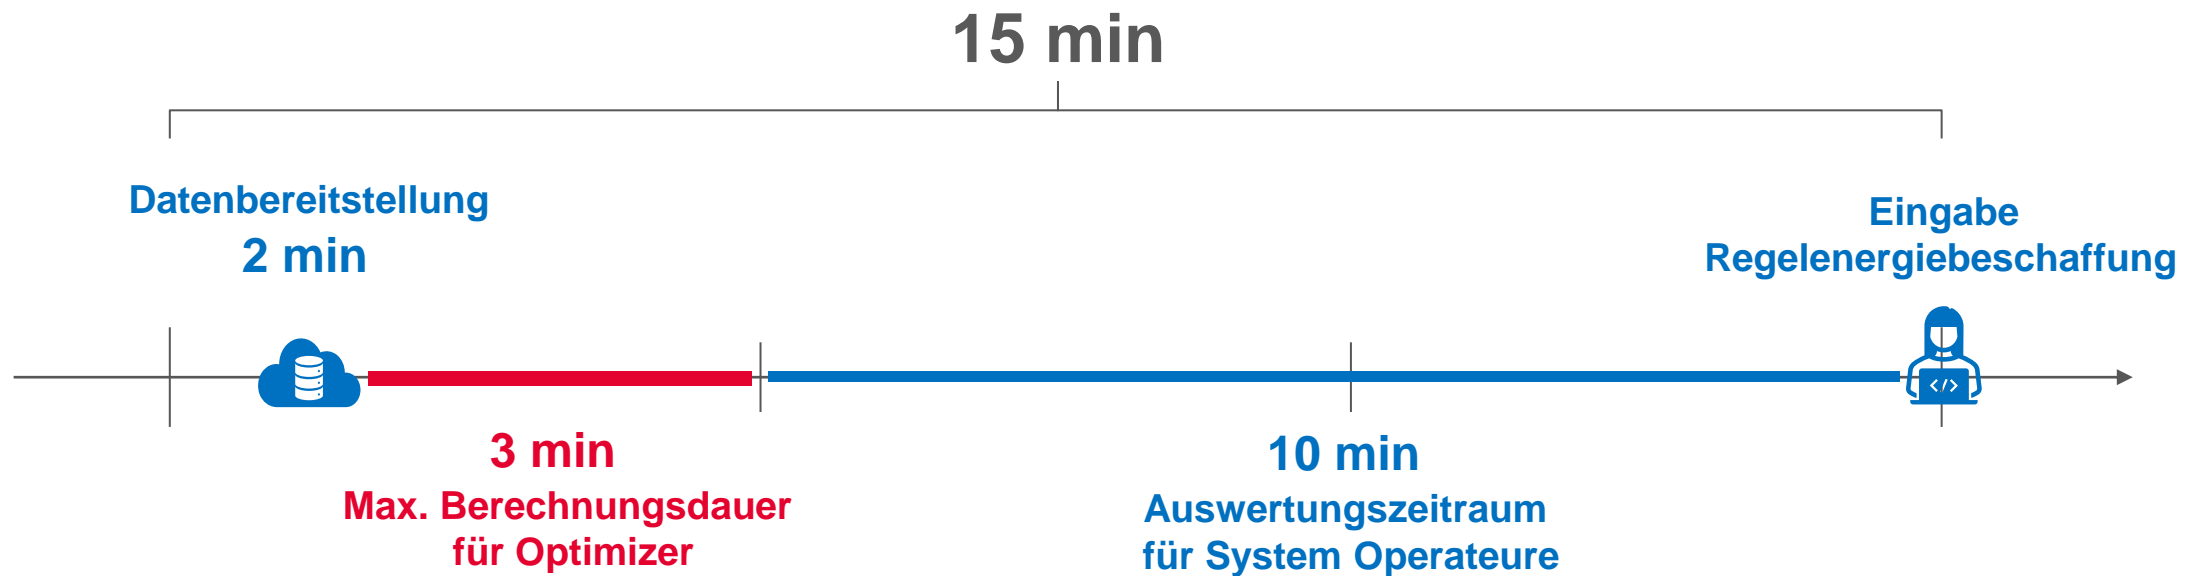 15 min
Datenbereitstellung
2 min
Eingabe
Regelenergiebeschaffung
</>
3 min
Max. Berechnungsdauer
für Optimizer
10 min
Auswertungszeitraum
für System Operateure